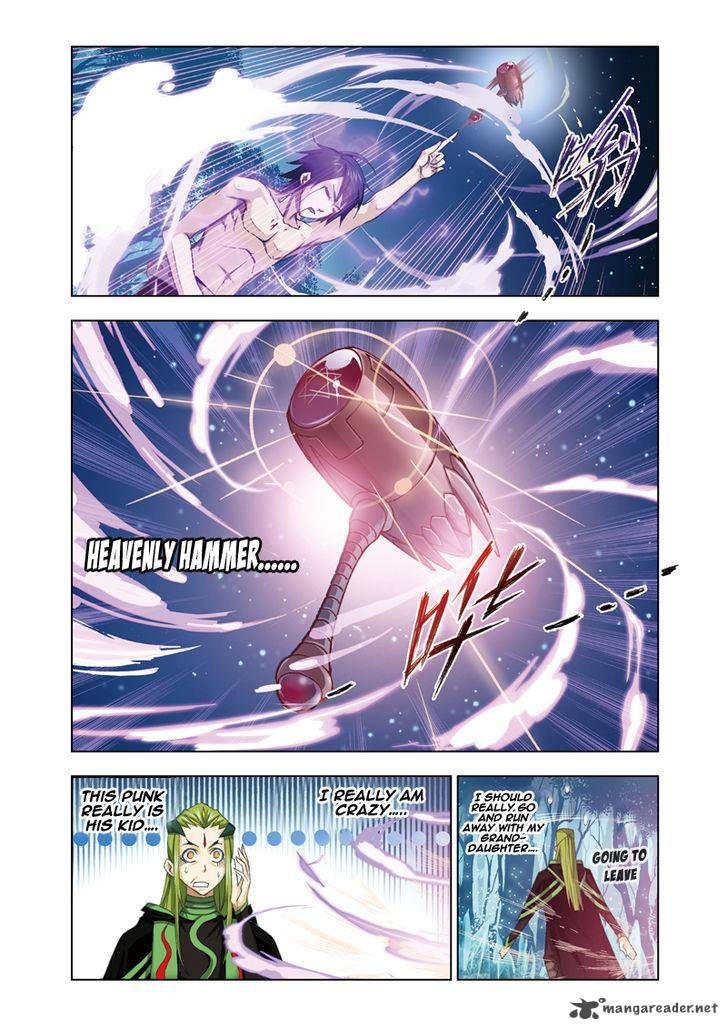 HEAVENLY HAMMER......
THIS PUNK
REALLY IS
HIS KID....
I REALLY AM
CRAZY.....
I SHOULD
REALLY GO
AND RUN
AWAY WITH MY
GRAND-
DAUGHTER....
GOING TO
LEAVE
mangareader.net